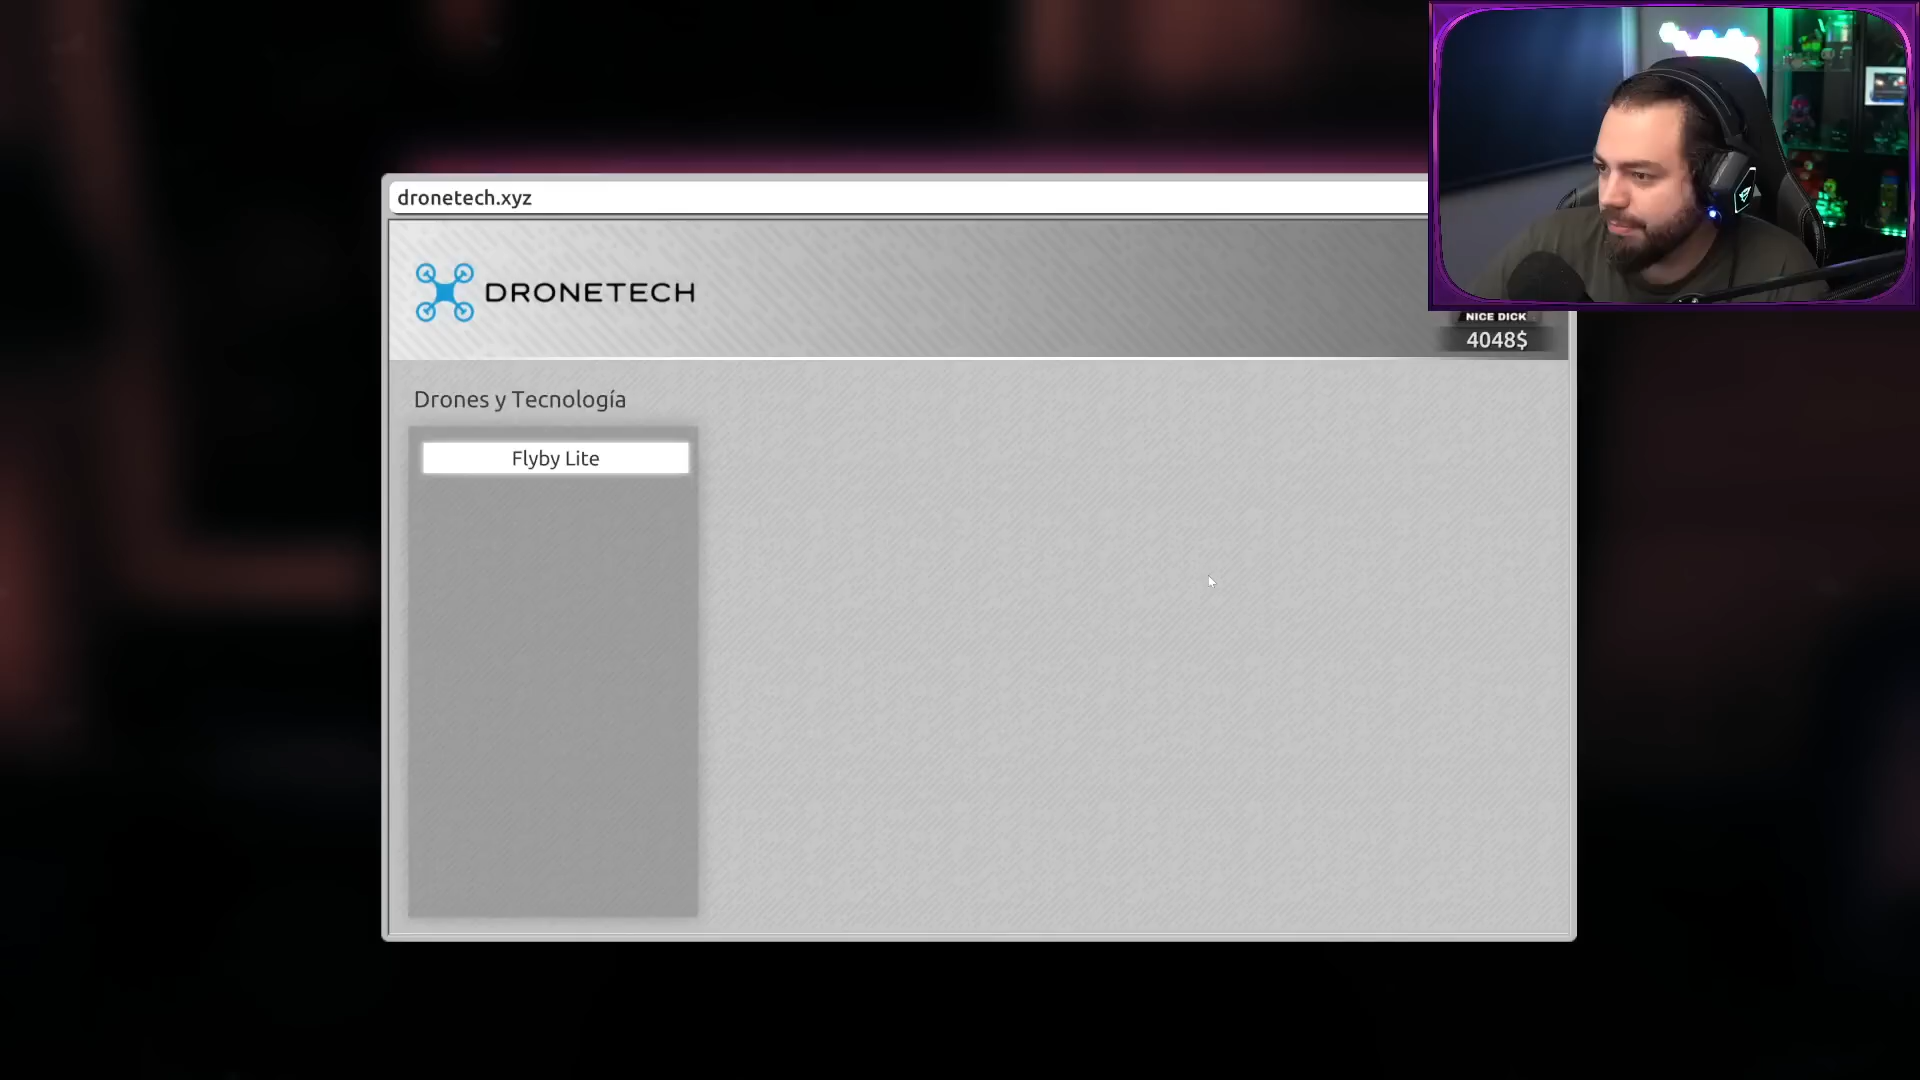 dronetech.xyz
DRONETECH
NICE DICK
4048$
Drones y Tecnología
Flyby Lite